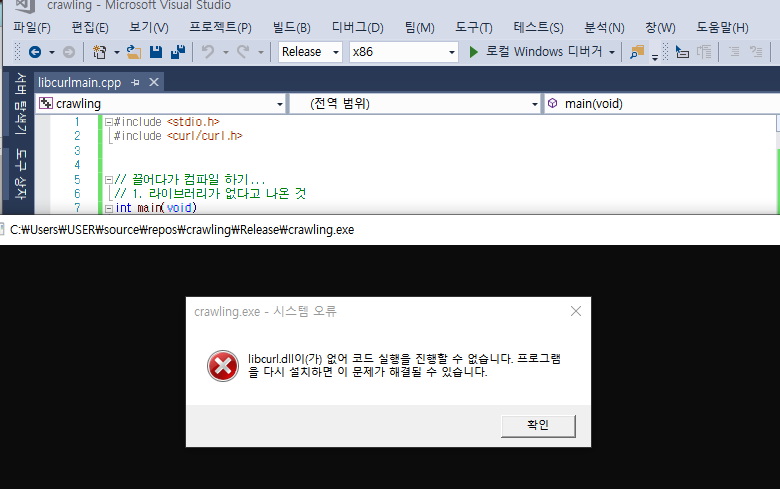 crawling - Microsoft Visual Studio
파일(F) 편집(E) 보기(V) 프로젝트(P) 빌드(B) 디버그(D) 팀(M) 도구(T) 테스트(S) 분석(N) 창(W) 도움말(H)
Release x86 로컬 Windows 디버거
서버 탐색기
도구 상자
libcurlmain.cpp
crawling (전역 범위) main(void)
1 #include <stdio.h>
2 #include <curl/curl.h>
3
4
5 // 끌어다가 컴파일 하기...
6 // 1. 라이브러리가 없다고 나온 것
7 int main(void)
C:₩Users₩USER₩source₩repos₩crawling₩Release₩crawling.exe
crawling.exe - 시스템 오류
libcurl.dll이(가) 없어 코드 실행을 진행할 수 없습니다. 프로그램
을 다시 설치하면 이 문제가 해결될 수 있습니다.
확인